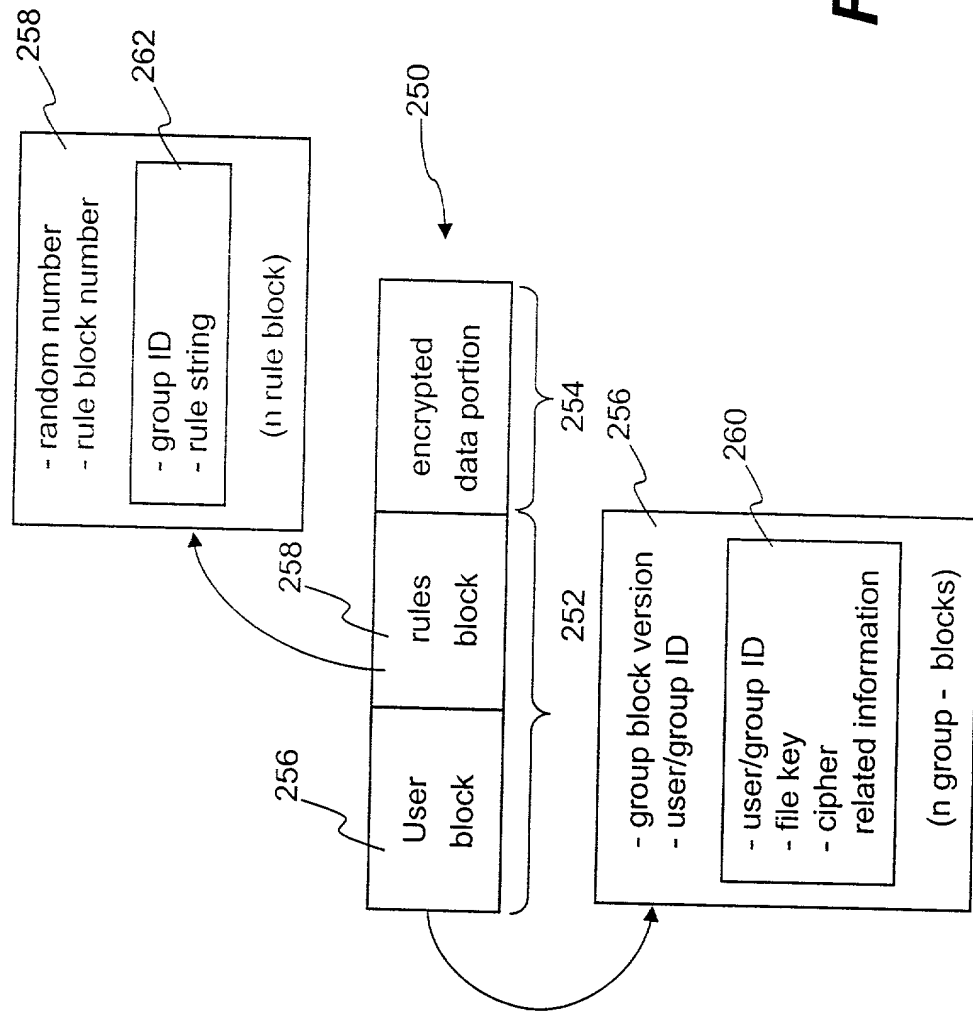 258
- random number
- rule block number
262
- group ID
- rule string
(n rule block)
250
256
User
block
258
rules
block
encrypted
data portion
252
254
256
- group block version
- user/group ID
260
- user/group ID
- file key
- cipher
related information
(n group - blocks)
F